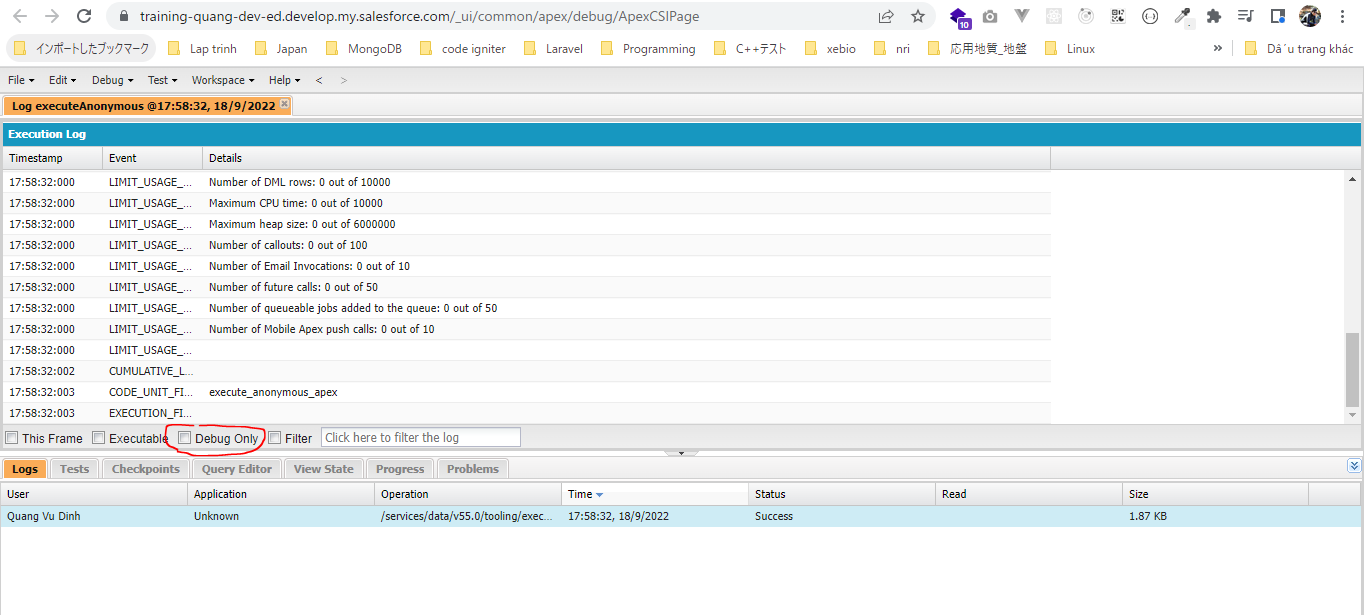 training-quang-dev-ed.develop.my.salesforce.com/_ui/common/apex/debug/ApexCSIPage
10
インポートしたブックマーク Lap trinh Japan MongoDB code igniter Laravel Programming C++テスト xebio nri 応用地質_地盤 Linux » Dấu trang khác
File Edit Debug Test Workspace Help < >
Log executeAnonymous @17:58:32, 18/9/2022
Execution Log
Timestamp Event Details
17:58:32:000 LIMIT_USAGE_... Number of DML rows: 0 out of 10000
17:58:32:000 LIMIT_USAGE_... Maximum CPU time: 0 out of 10000
17:58:32:000 LIMIT_USAGE_... Maximum heap size: 0 out of 6000000
17:58:32:000 LIMIT_USAGE_... Number of callouts: 0 out of 100
17:58:32:000 LIMIT_USAGE_... Number of Email Invocations: 0 out of 10
17:58:32:000 LIMIT_USAGE_... Number of future calls: 0 out of 50
17:58:32:000 LIMIT_USAGE_... Number of queueable jobs added to the queue: 0 out of 50
17:58:32:000 LIMIT_USAGE_... Number of Mobile Apex push calls: 0 out of 10
17:58:32:000 LIMIT_USAGE_...
17:58:32:002 CUMULATIVE_L...
17:58:32:003 CODE_UNIT_FI... execute_anonymous_apex
17:58:32:003 EXECUTION_FI...
This Frame Executable Debug Only Filter Click here to filter the log
Logs Tests Checkpoints Query Editor View State Progress Problems
User Application Operation Time Status Read Size
Quang Vu Dinh Unknown /services/data/v55.0/tooling/exec... 17:58:32, 18/9/2022 Success 1.87 KB